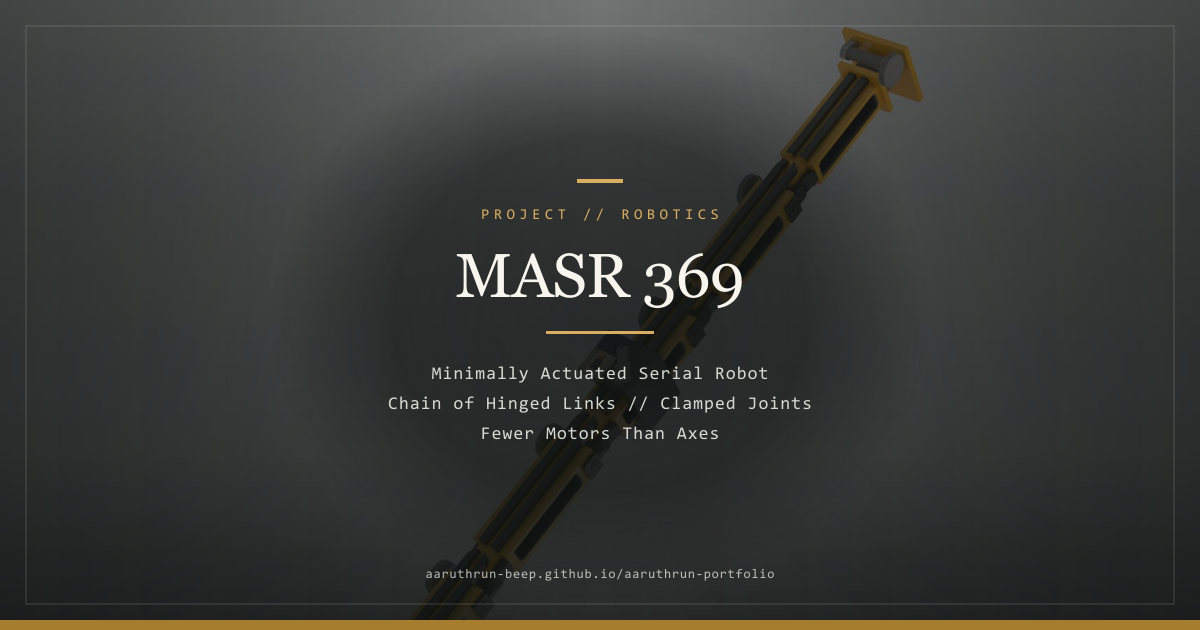 PROJECT // ROBOTICS
MASR 369
Minimally Actuated Serial Robot
Chain of Hinged Links // Clamped Joints
Fewer Motors Than Axes
aaruthrun-beep.github.io/aaruthrun-portfolio